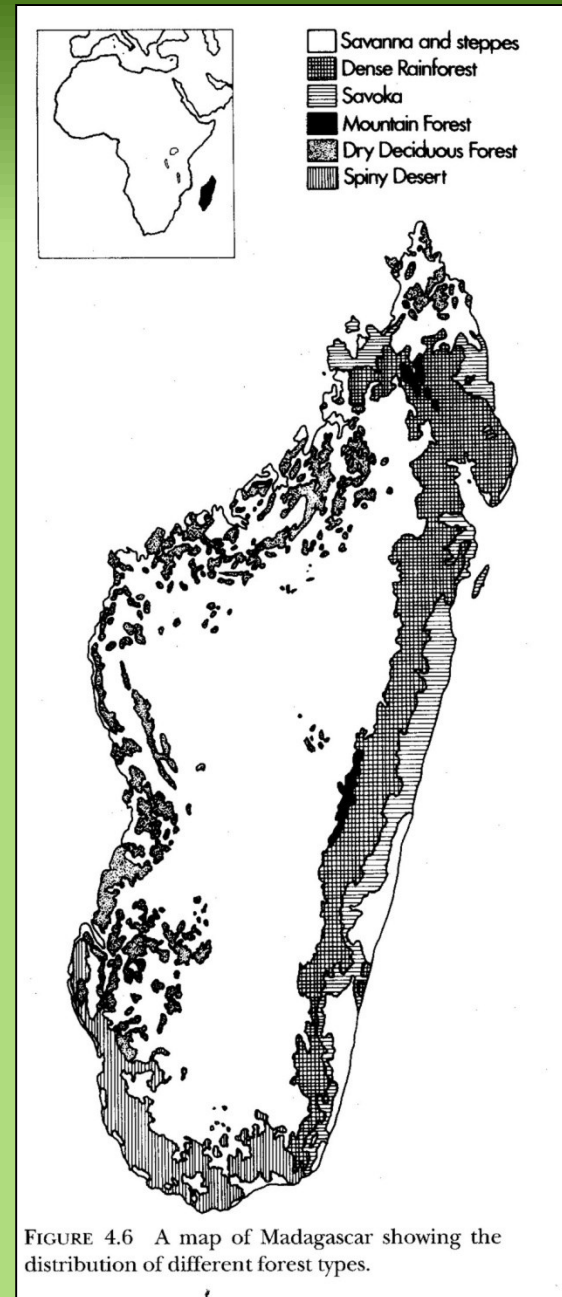 Savanna and steppes
Dense Rainforest
Savoka
Mountain Forest
Dry Deciduous Forest
Spiny Desert
FIGURE 4.6 A map of Madagascar showing the
distribution of different forest types.